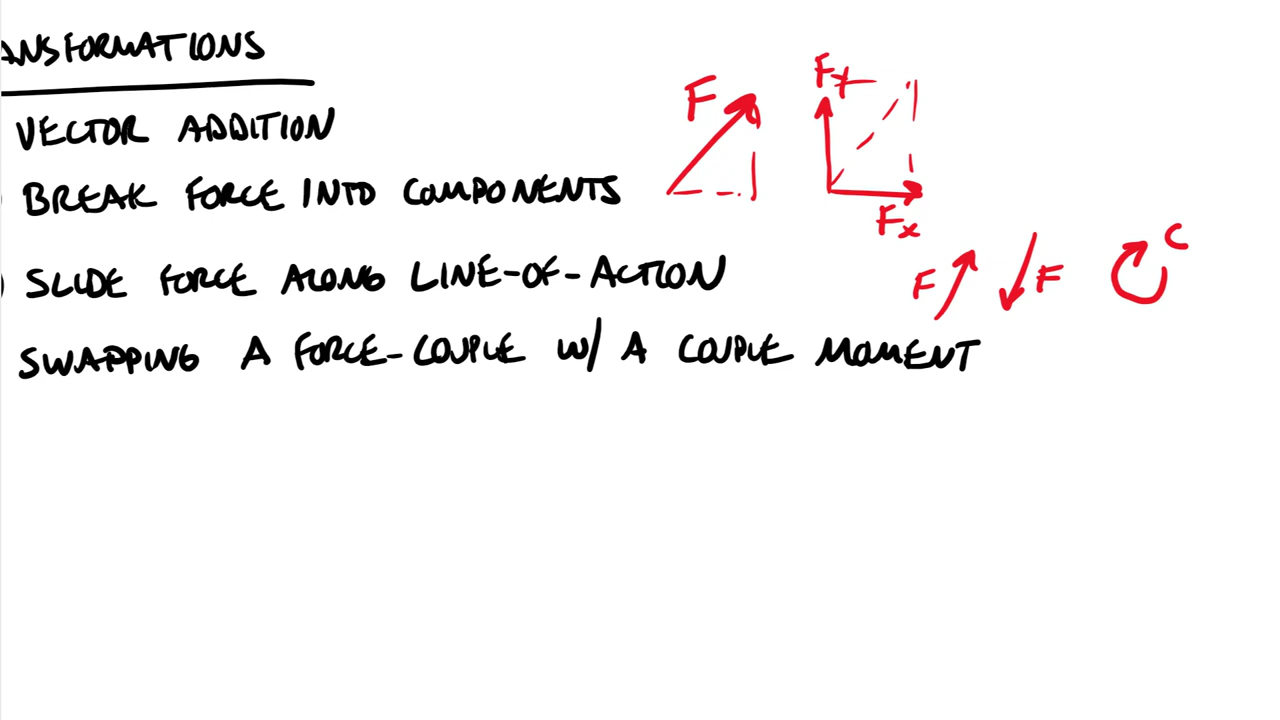 ANSFORMATIONS
VECTOR ADDITION
) BREAK FORCE INTO COMPONENTS
) SLIDE FORCE ALONG LINE-OF-ACTION
SWAPPING A FORCE-COUPLE W/ A COUPLE MOMENT
F Fy
Fx
F F C